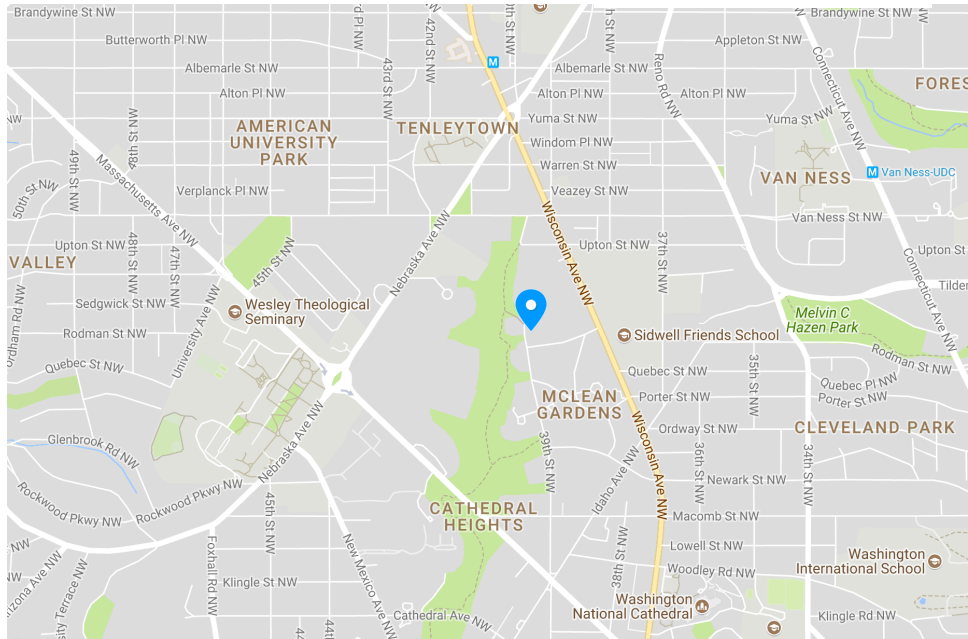 Brandywine St NW
Brandywine St NW
Butterworth Pl NW
42nd St NW
Appleton St NW
43rd St NW
Albemarle St NW
Albemarle St NW
Reno Rd NW
Connecticut Ave NW
FORES
Alton Pl NW
Alton Pl NW
Alton Pl NW
Yuma St NW
Yuma St NW
AMERICAN
UNIVERSITY
PARK
TENLEYTOWN
48th St NW
Windom Pl NW
49th St NW
Warren St NW
Massachusetts Ave NW
VAN NESS
Van Ness-UDC
50th St NW
Verplanck Pl NW
Veazey St NW
Van Ness St NW
Wisconsin Ave NW
Nebraska Ave NW
37th St NW
Upton St NW
Upton St NW
Upton St
VALLEY
48th St NW
47th St NW
45th St NW
Connecticut Ave NW
Tilden
Sedgwick St NW
Wesley Theological
Seminary
Melvin C
Hazen Park
Rodman St NW
University Ave NW
Sidwell Friends School
Rodman St NW
Quebec St NW
Quebec St NW
35th St NW
Quebec Pl NW
Porter St NW
Porter St NW
MCLEAN
GARDENS
Ordway St NW
CLEVELAND PARK
Glenbrook Rd NW
Nebraska Ave NW
39th St NW
Idaho Ave NW
Wisconsin Ave NW
36th St NW
34th St NW
Newark St NW
Rockwood Pkwy NW
Rockwood Pkwy NW
45th St NW
CATHEDRAL
HEIGHTS
Macomb St NW
Foxhall Rd NW
New Mexico Ave NW
38th St NW
Lowell St NW
Washington
International School
Woodley Rd NW
Klingle St NW
Washington
National Cathedral
Cathedral Ave NW
Klingle Rd NW